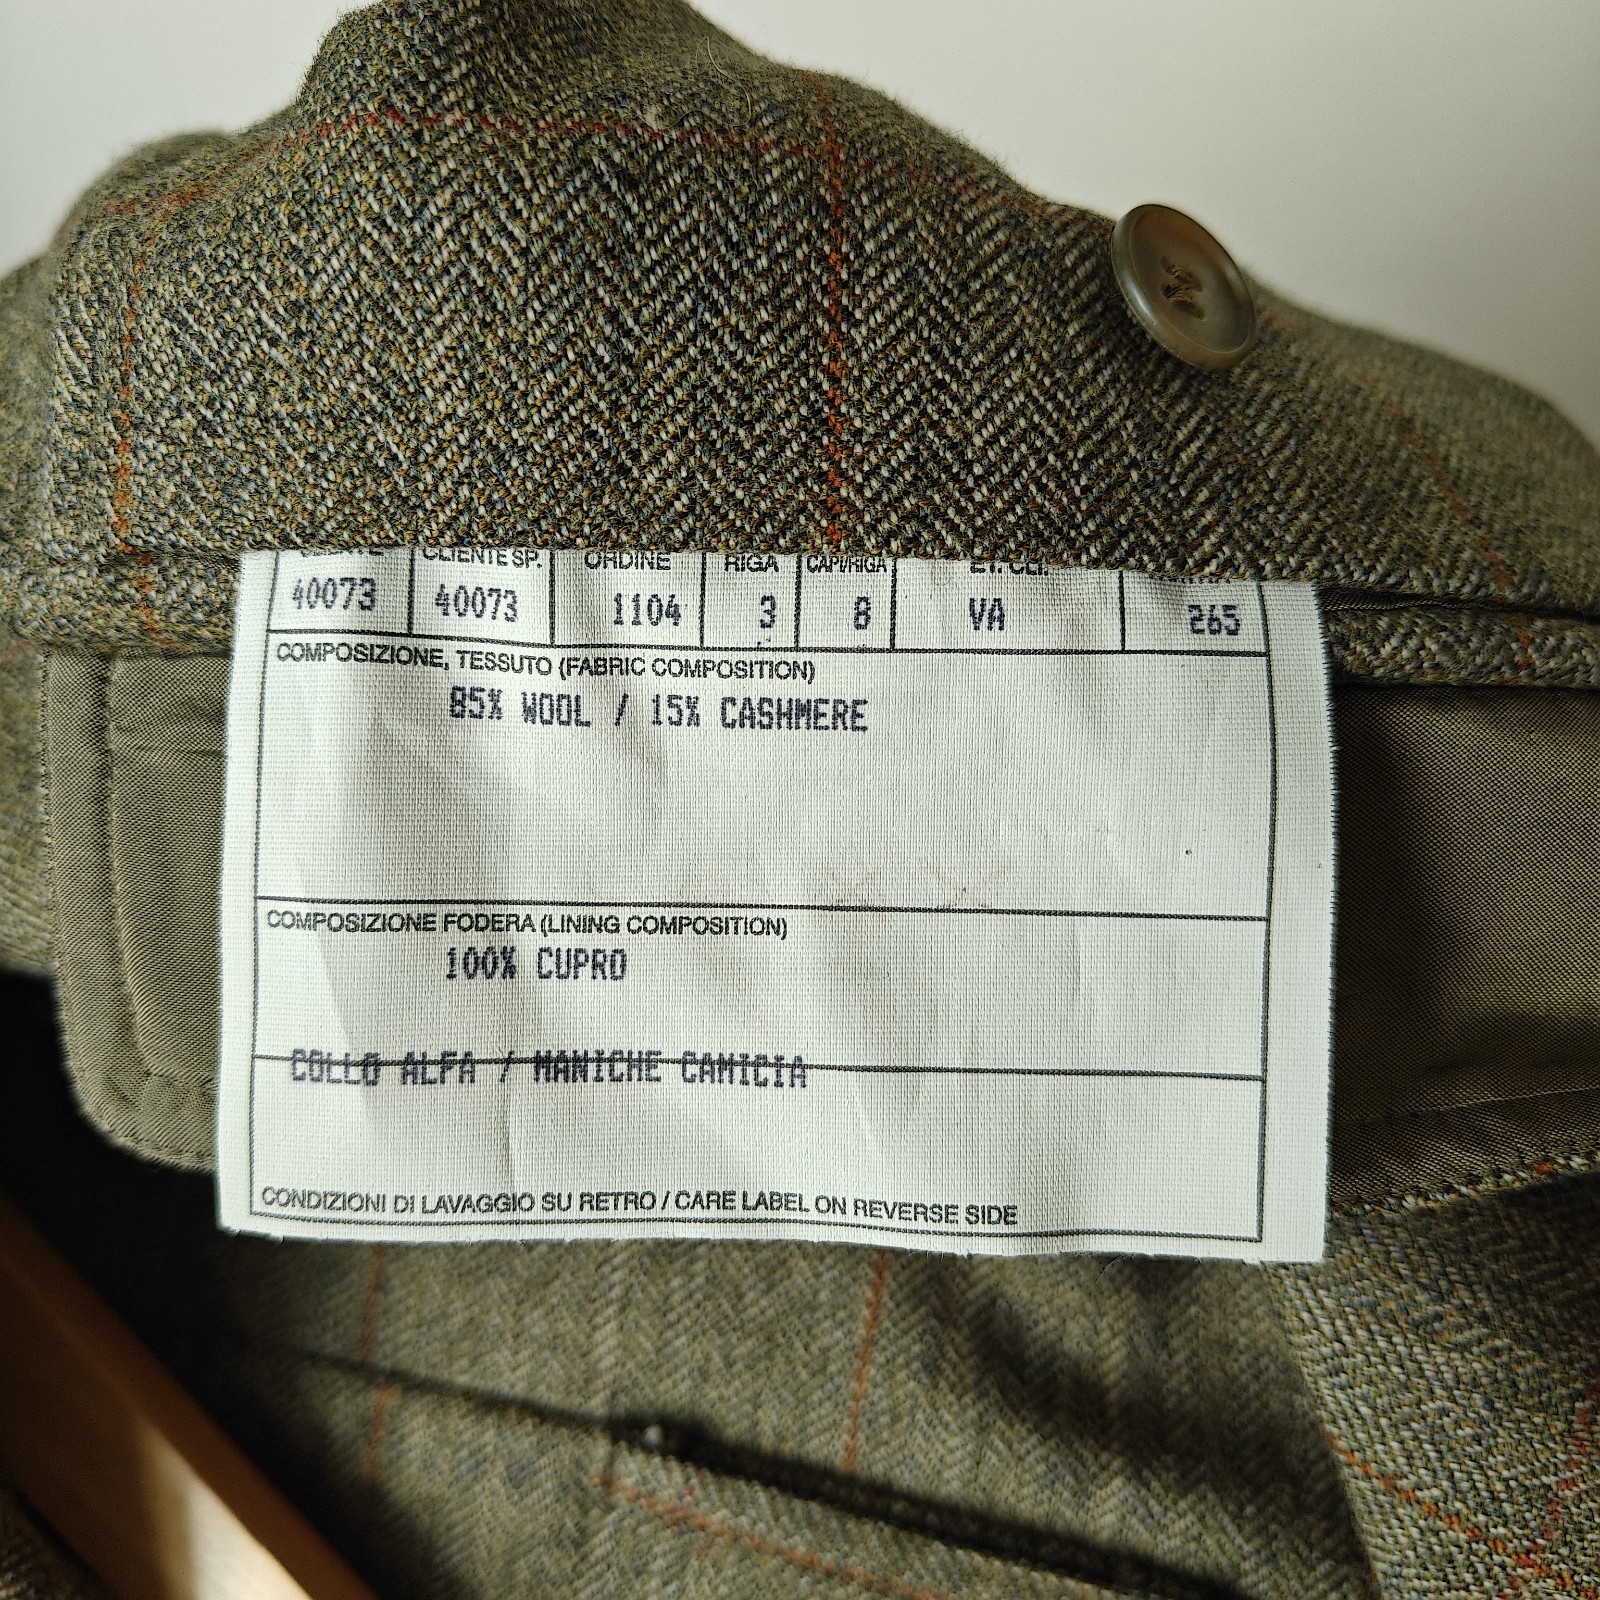 CLIENTE SP. ORDINE RIGA CAPI/RIGA ET. CLI.
40073 40073 1104 3 8 VA 265
COMPOSIZIONE, TESSUTO (FABRIC COMPOSITION)
85% WOOL / 15% CASHMERE
COMPOSIZIONE FODERA (LINING COMPOSITION)
100% CUPRO
COLLO ALFA / MANICHE CAMICIA
CONDIZIONI DI LAVAGGIO SU RETRO / CARE LABEL ON REVERSE SIDE